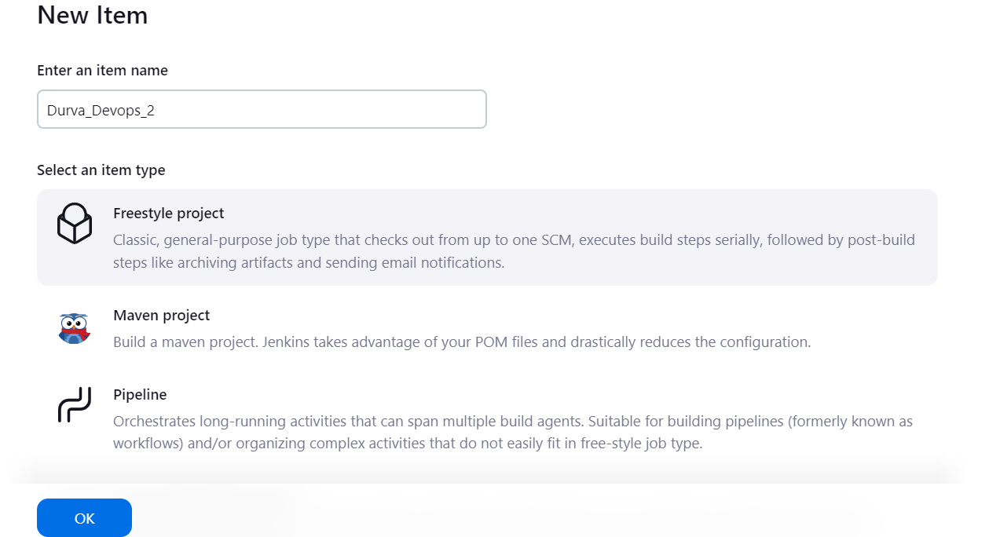 New Item
Enter an item name
Durva_Devops_2
Select an item type
Freestyle project
Classic, general-purpose job type that checks out from up to one SCM, executes build steps serially, followed by post-build
steps like archiving artifacts and sending email notifications.
Maven project
Build a maven project. Jenkins takes advantage of your POM files and drastically reduces the configuration.
Pipeline
Orchestrates long-running activities that can span multiple build agents. Suitable for building pipelines (formerly known as
workflows) and/or organizing complex activities that do not easily fit in free-style job type.
OK